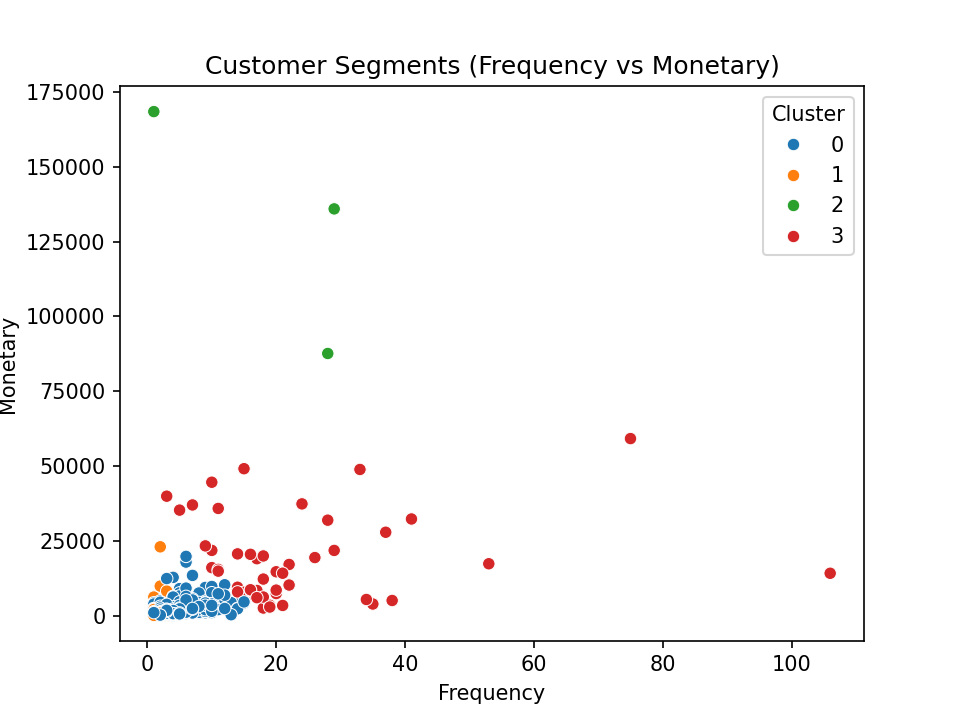 Customer Segments (Frequency vs Monetary)
175000
150000
125000
100000
75000
50000
25000
0
Monetary
0 20 40 60 80 100
Frequency
Cluster
0
1
2
3